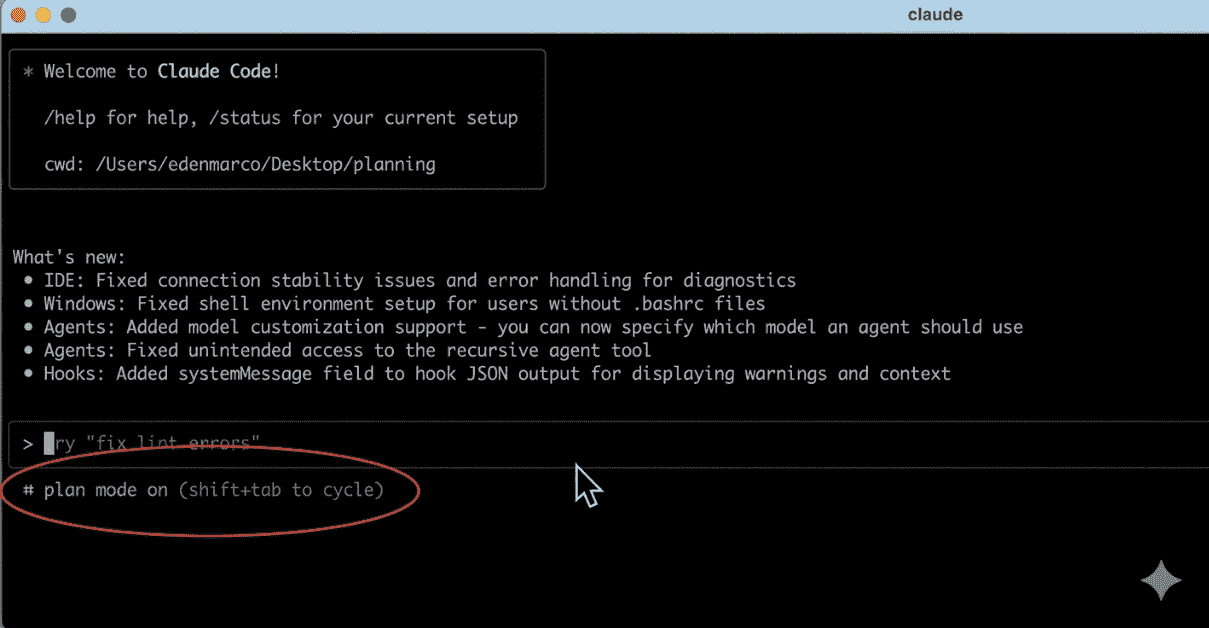 claude
* Welcome to Claude Code!
/help for help, /status for your current setup
cwd: /Users/edenmarco/Desktop/planning
What's new:
• IDE: Fixed connection stability issues and error handling for diagnostics
• Windows: Fixed shell environment setup for users without .bashrc files
• Agents: Added model customization support - you can now specify which model an agent should use
• Agents: Fixed unintended access to the recursive agent tool
• Hooks: Added systemMessage field to hook JSON output for displaying warnings and context
> ry "fix lint errors"
# plan mode on (shift+tab to cycle)